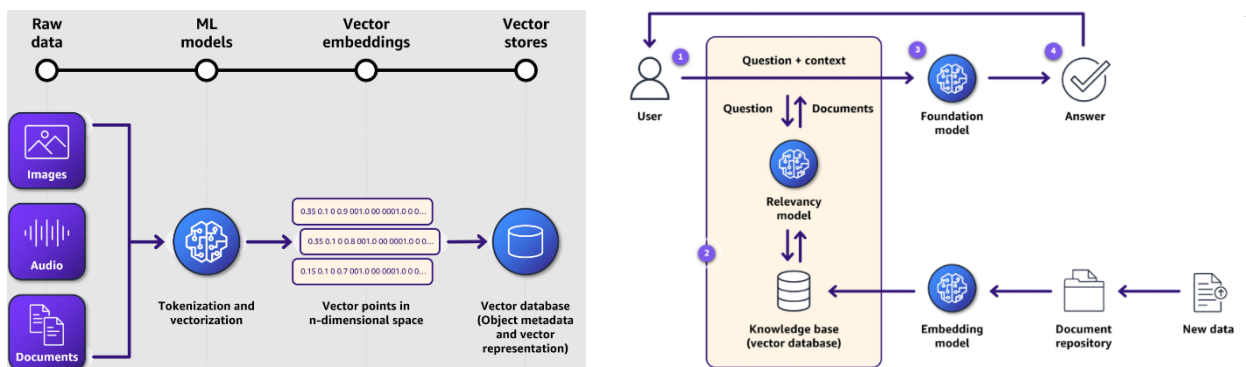 Raw
data
ML
models
Vector
embeddings
Vector
stores
Images
Audio
Documents
Tokenization and
vectorization
0.35 0.1 0 0.9 001.0 00 0001.0 0 0...
0.35 0.1 0 0.8 001.0 00 0001.0 0 0...
0.15 0.1 0 0.7 001.0 00 0001.0 0 0...
Vector points in
n-dimensional space
Vector database
(Object metadata
and vector
representation)
1
User
Question + context
Question
Documents
Relevancy
model
2
Knowledge base
(vector database)
3
Foundation
model
4
Answer
Embedding
model
Document
repository
New data